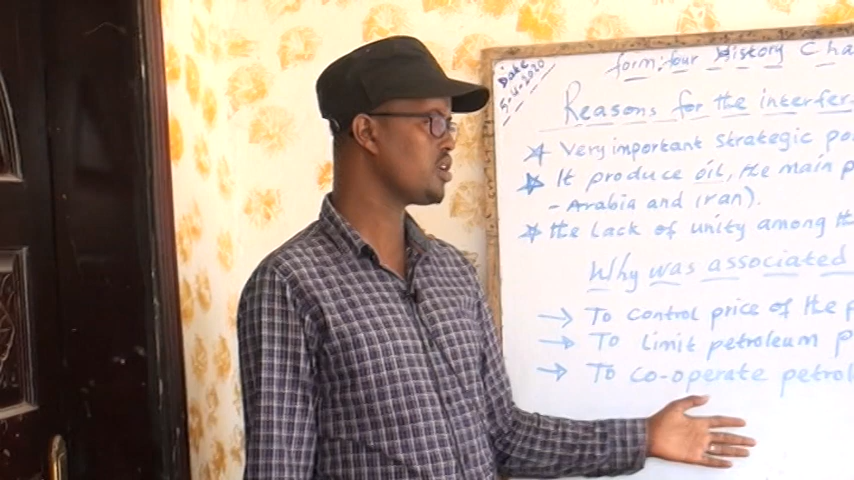 Date
5-4-2020
form: four History Cha
Reasons for the interfer
Very important strategic po
It produce oil, the main p
- Arabia and iran).
the Lack of unity among th
Why was associated
To control price of the p
To limit petroleum p
To co-operate petrol